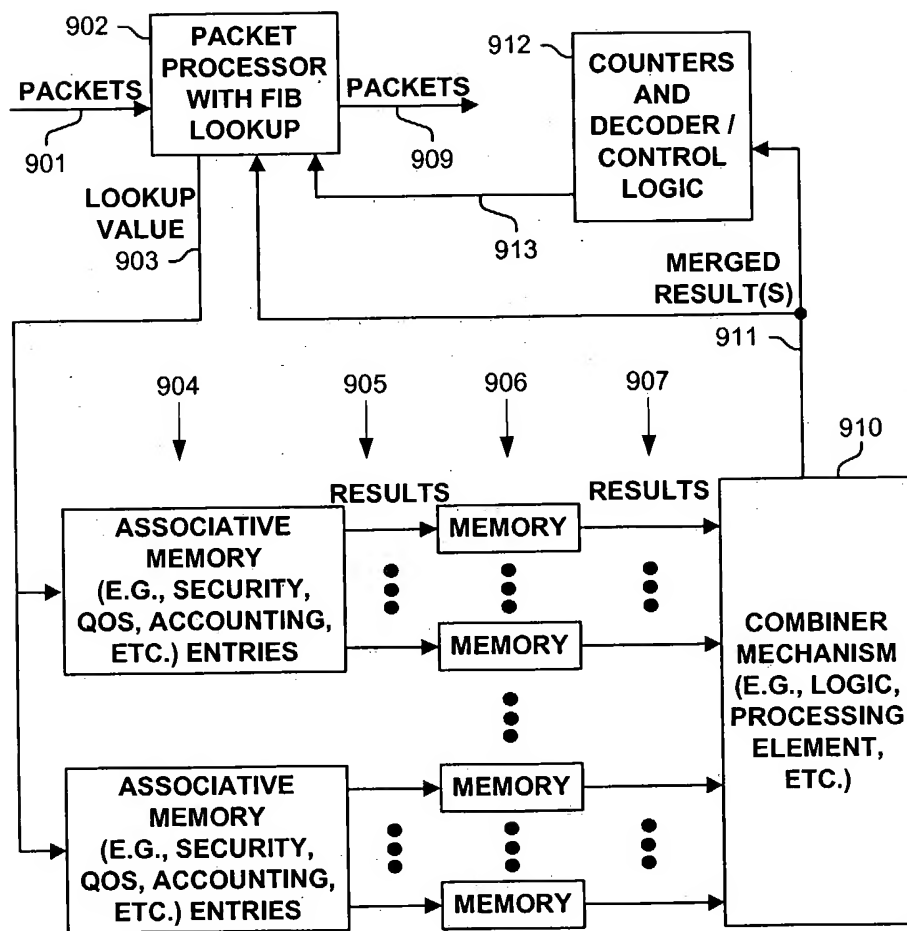 902
PACKET
PROCESSOR
WITH FIB
LOOKUP
PACKETS
901
PACKETS
909
912
COUNTERS
AND
DECODER /
CONTROL
LOGIC
LOOKUP
VALUE
903
913
MERGED
RESULT(S)
911
904
905
906
907
910
RESULTS
RESULTS
ASSOCIATIVE
MEMORY
(E.G., SECURITY,
QOS, ACCOUNTING,
ETC.) ENTRIES
MEMORY
MEMORY
COMBINER
MECHANISM
(E.G., LOGIC,
PROCESSING
ELEMENT,
ETC.)
ASSOCIATIVE
MEMORY
(E.G., SECURITY,
QOS, ACCOUNTING,
ETC.) ENTRIES
MEMORY
MEMORY